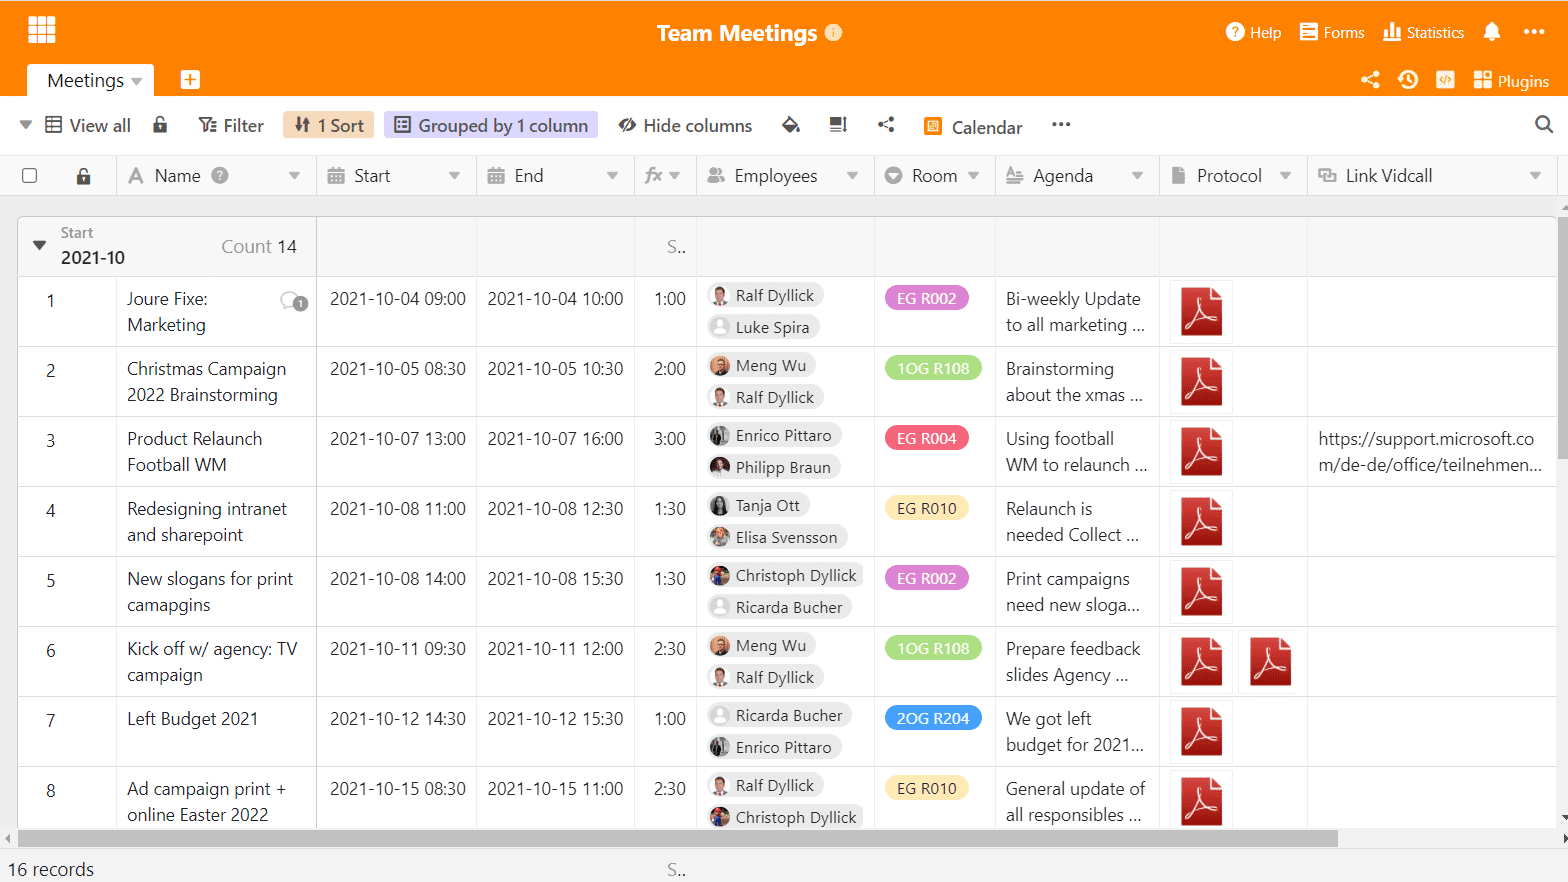 Team Meetings
Help
Forms
Statistics
Meetings
Plugins
View all
Filter
1 Sort
Grouped by 1 column
Hide columns
Calendar
Name
Start
End
fx
Employees
Room
Agenda
Protocol
Link Vidcall
Start
2021-10
Count 14
S..
1
Joure Fixe:
Marketing
1
2021-10-04 09:00
2021-10-04 10:00
1:00
Ralf Dyllick
Luke Spira
EG R002
Bi-weekly Update
to all marketing ...
2
Christmas Campaign
2022 Brainstorming
2021-10-05 08:30
2021-10-05 10:30
2:00
Meng Wu
Ralf Dyllick
1OG R108
Brainstorming
about the xmas ...
3
Product Relaunch
Football WM
2021-10-07 13:00
2021-10-07 16:00
3:00
Enrico Pittaro
Philipp Braun
EG R004
Using football
WM to relaunch ...
https://support.microsoft.co
m/de-de/office/teilnehmen...
4
Redesigning intranet
and sharepoint
2021-10-08 11:00
2021-10-08 12:30
1:30
Tanja Ott
Elisa Svensson
EG R010
Relaunch is
needed Collect ...
5
New slogans for print
camapgins
2021-10-08 14:00
2021-10-08 15:30
1:30
Christoph Dyllick
Ricarda Bucher
EG R002
Print campaigns
need new sloga...
6
Kick off w/ agency: TV
campaign
2021-10-11 09:30
2021-10-11 12:00
2:30
Meng Wu
Ralf Dyllick
1OG R108
Prepare feedback
slides Agency ...
7
Left Budget 2021
2021-10-12 14:30
2021-10-12 15:30
1:00
Ricarda Bucher
Enrico Pittaro
2OG R204
We got left
budget for 2021...
8
Ad campaign print +
online Easter 2022
2021-10-15 08:30
2021-10-15 11:00
2:30
Ralf Dyllick
Christoph Dyllick
EG R010
General update of
all responsibles ...
16 records
S..